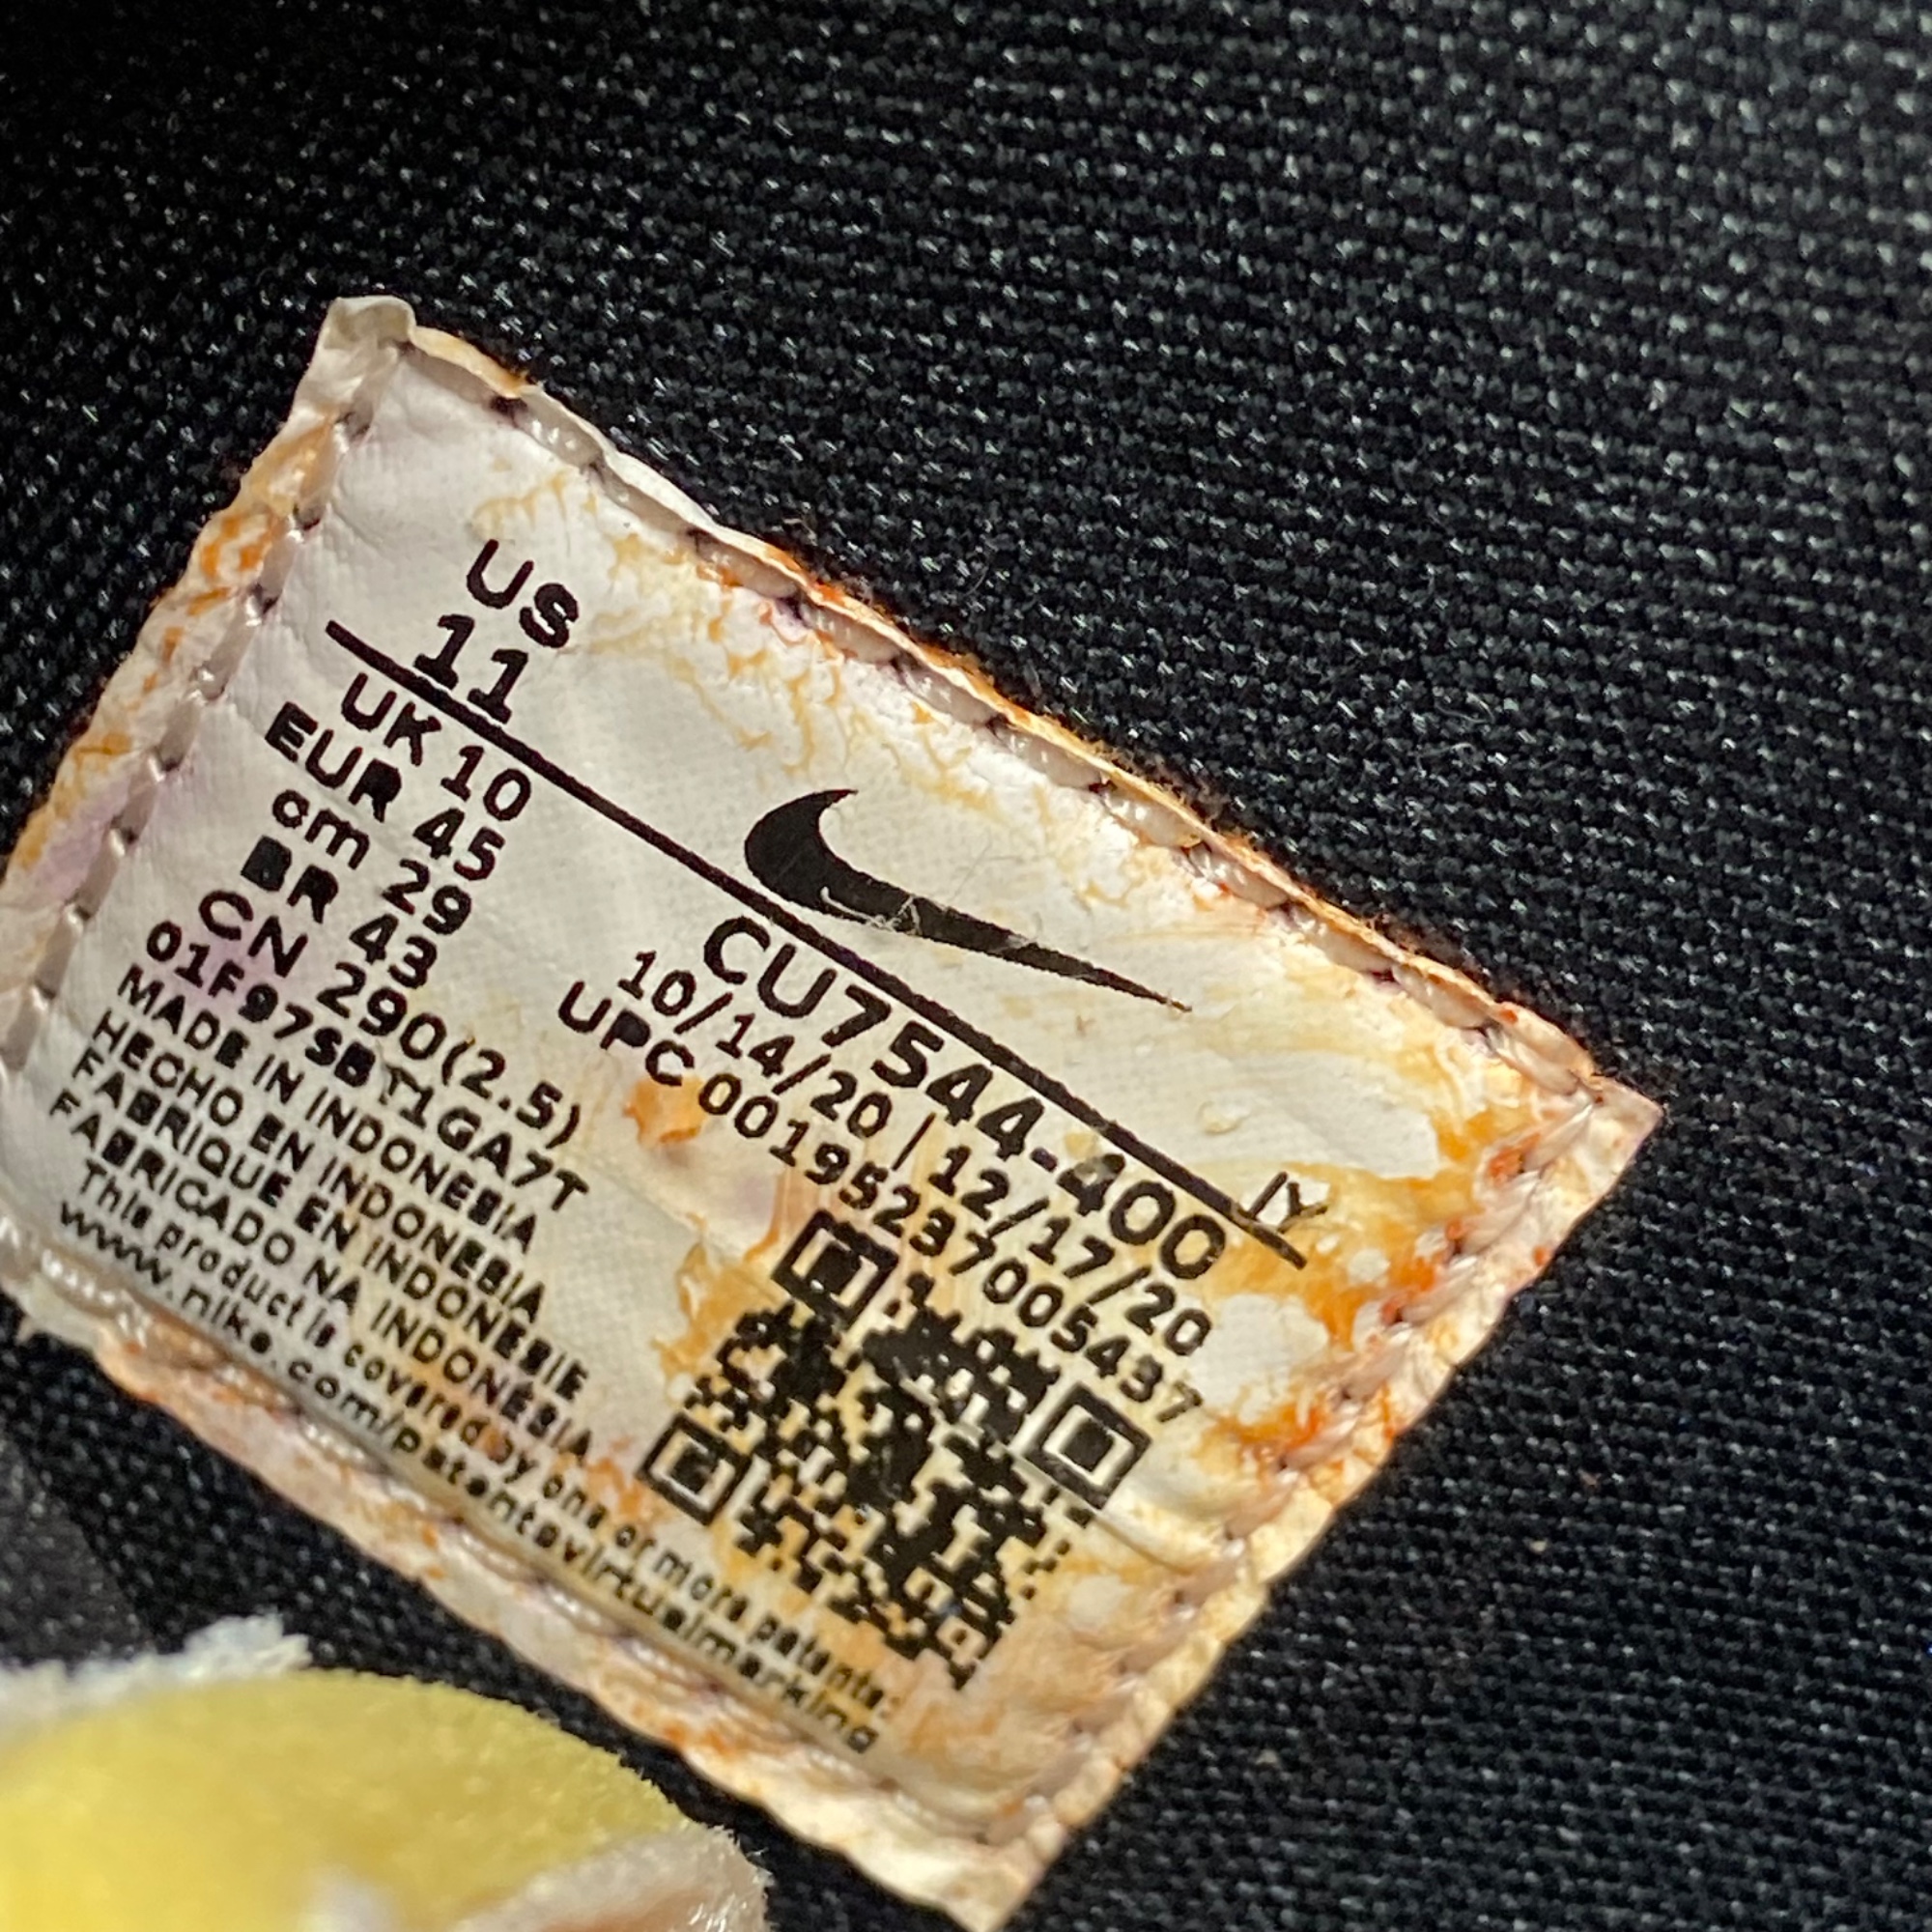 US
11
IY
UK 10
EUR 45
cm 29
BR 43
CN 290(2.5)
01F97SBT1GA7T
MADE IN INDONESIA
HECHO EN INDONESIA
FABRIQUE EN INDONÉSIE
FABRICADO NA INDONÉSIA
This product is covered by one or more patents:
www.nike.com/patentsvirtualmarking
CU7544-400
10/14/20 | 12/17/20
UPC 00195237005437